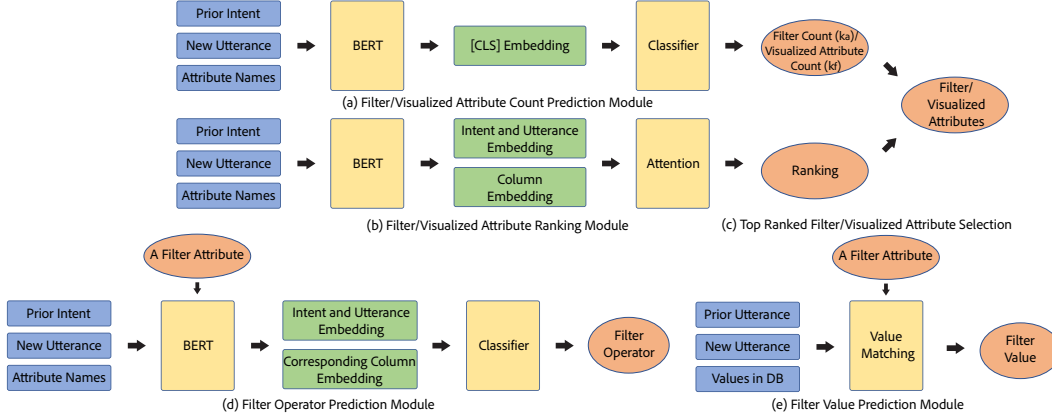 Prior Intent
New Utterance
Attribute Names
BERT
[CLS] Embedding
Classifier
Filter Count (ka)/
Visualized Attribute
Count (kf)
Filter/
Visualized
Attributes
(a) Filter/Visualized Attribute Count Prediction Module
Prior Intent
New Utterance
Attribute Names
BERT
Intent and Utterance
Embedding
Column
Embedding
Attention
Ranking
(b) Filter/Visualized Attribute Ranking Module
(c) Top Ranked Filter/Visualized Attribute Selection
A Filter Attribute
Prior Intent
New Utterance
Attribute Names
BERT
Intent and Utterance
Embedding
Corresponding Column
Embedding
Classifier
Filter
Operator
(d) Filter Operator Prediction Module
A Filter Attribute
Prior Utterance
New Utterance
Values in DB
Value
Matching
Filter
Value
(e) Filter Value Prediction Module